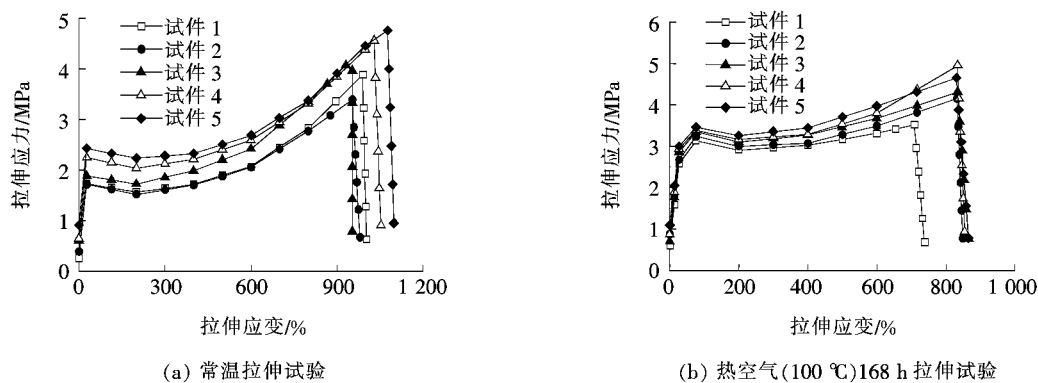 5
4
3
2
1
0
拉伸应力/MPa
试件 1
试件 2
试件 3
试件 4
试件 5
0 300 600 900 1 200
拉伸应变/%
(a) 常温拉伸试验
6
5
4
3
2
1
0
拉伸应力/MPa
试件 1
试件 2
试件 3
试件 4
试件 5
0 200 400 600 800 1 000
拉伸应变/%
(b) 热空气(100 ℃)168 h 拉伸试验